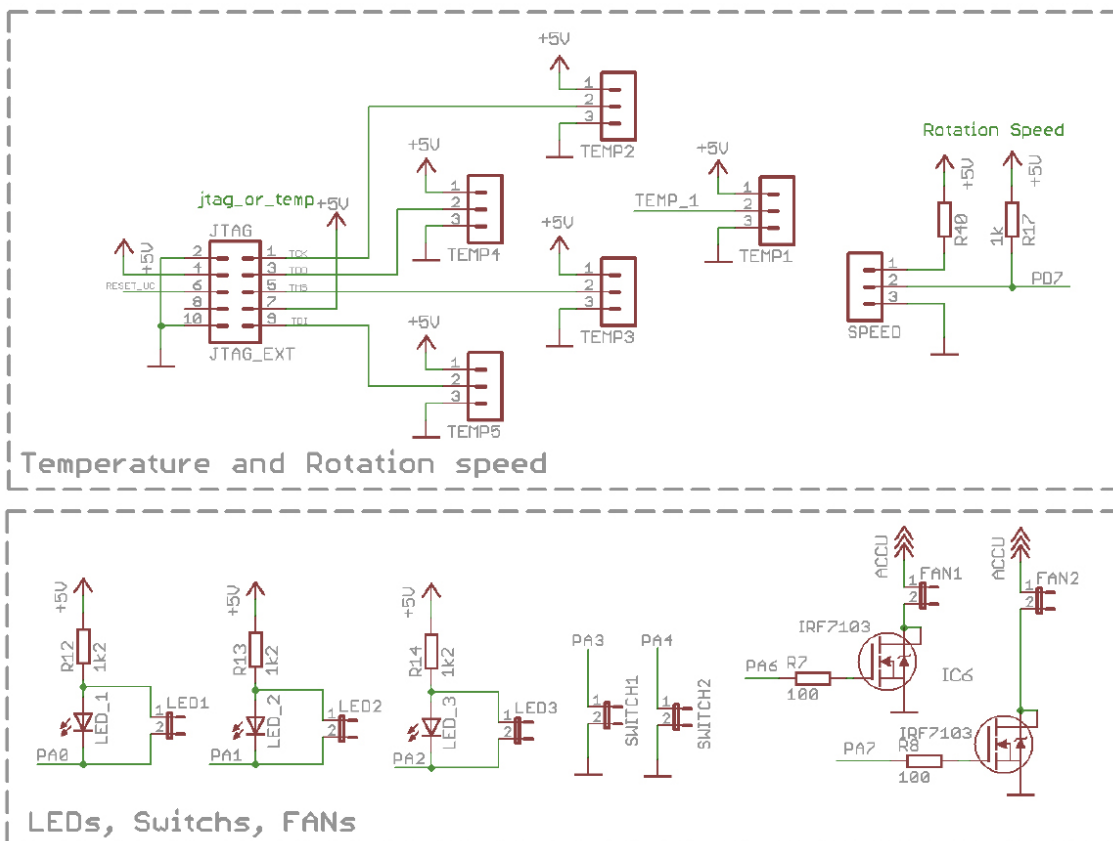 +5V
1
2
3
TEMP2
+5V
1
2
3
TEMP4
jtag_or_temp
+5V
JTAG
+5V
RESET_UC
2
4
6
8
10
1
3
5
7
9
TCK
TDO
TMS
TDI
JTAG_EXT
+5V
1
2
3
TEMP3
+5V
1
2
3
TEMP5
+5V
TEMP_1
1
2
3
TEMP1
Rotation Speed
+5V
+5V
R40
1k
R17
1
2
3
PD7
SPEED
Temperature and Rotation speed
+5V
R12
1k2
LED_1
1
2
LED1
PA0
+5V
R13
1k2
LED_2
1
2
LED2
PA1
+5V
R14
1k2
LED_3
1
2
LED3
PA2
PA3
1
2
SWITCH1
PA4
1
2
SWITCH2
ACCU
1
2
FAN1
IRF7103
PA6
R7
100
IC6
ACCU
1
2
FAN2
IRF7103
PA7
R8
100
LEDs, Switchs, FANs